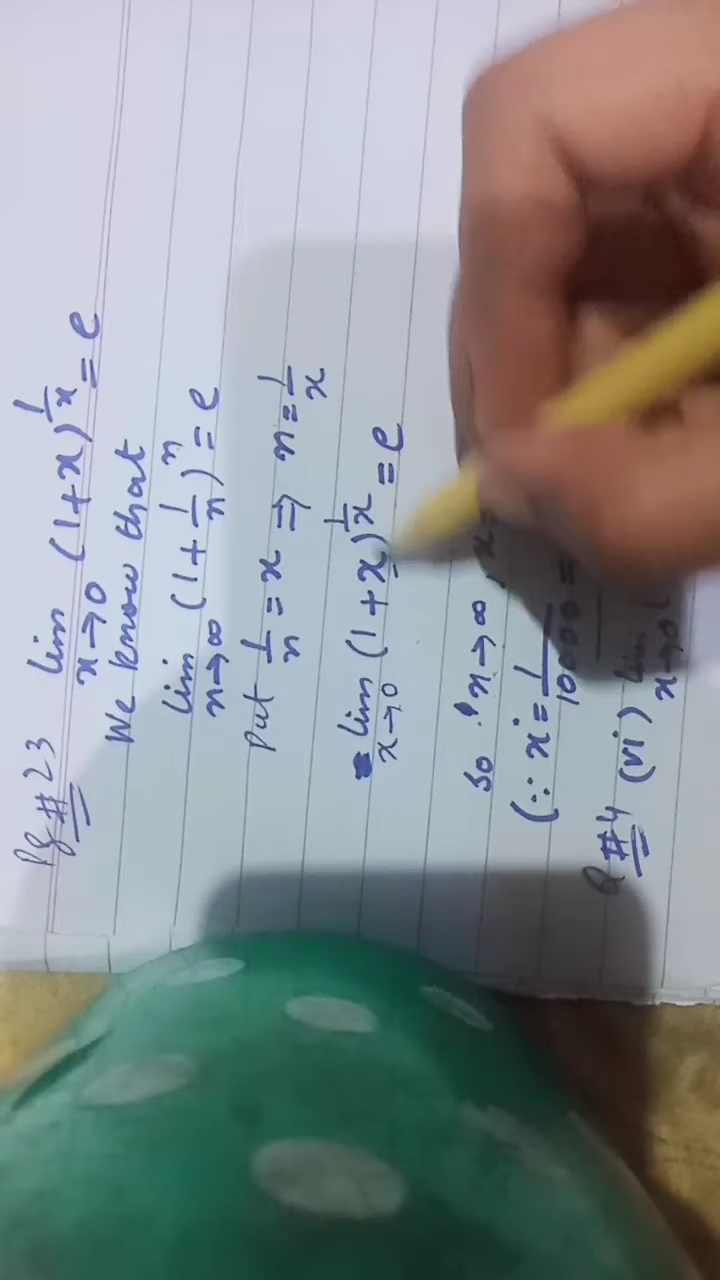 Pg #23 lim x→0 (1+x)^1/x = e
We know that
lim n→∞ (1+1/n)^n = e
Put 1/n = x ⇒ n = 1/x
lim x→0 (1+x)^1/x = e
So n→∞, x
(∵ x = 1/10000 =
Q #4 (vi) lim x→0